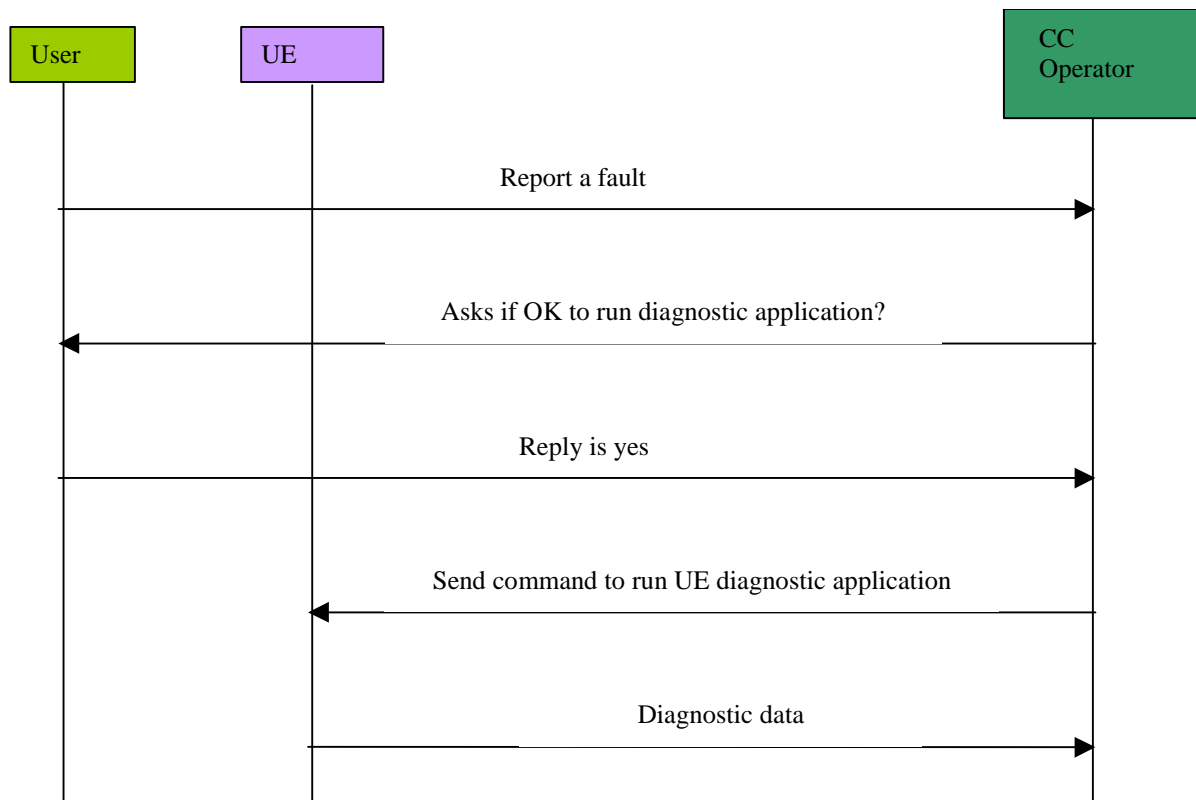 User
UE
CC
Operator
Report a fault
Asks if OK to run diagnostic application?
Reply is yes
Send command to run UE diagnostic application
Diagnostic data